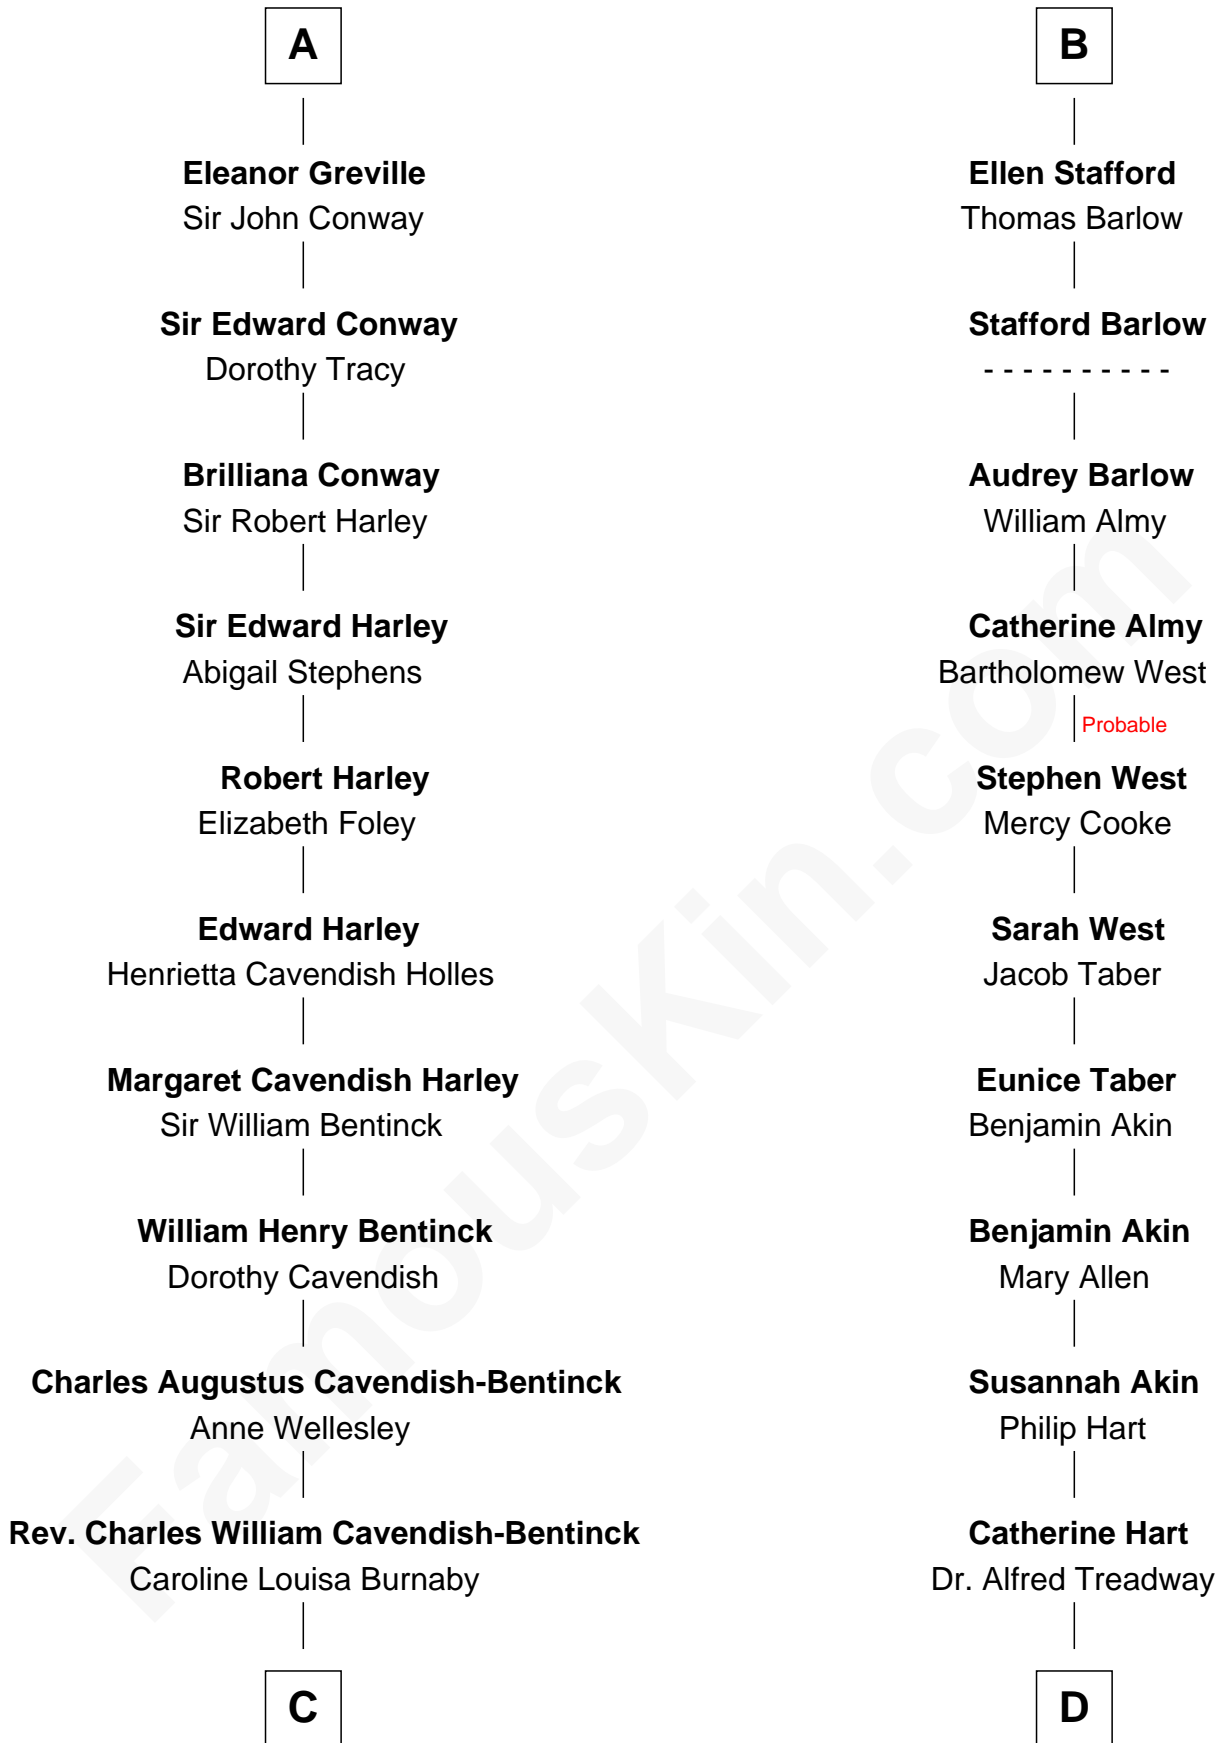 A
Eleanor Greville
Sir John Conway
Sir Edward Conway
Dorothy Tracy
Brilliana Conway
Sir Robert Harley
Sir Edward Harley
Abigail Stephens
Robert Harley
Elizabeth Foley
Edward Harley
Henrietta Cavendish Holles
Margaret Cavendish Harley
Sir William Bentinck
William Henry Bentinck
Dorothy Cavendish
Charles Augustus Cavendish-Bentinck
Anne Wellesley
Rev. Charles William Cavendish-Bentinck
Caroline Louisa Burnaby
C
B
Ellen Stafford
Thomas Barlow
Stafford Barlow
- - - - - - - - - -
Audrey Barlow
William Almy
Catherine Almy
Bartholomew West
Probable
Stephen West
Mercy Cooke
Sarah West
Jacob Taber
Eunice Taber
Benjamin Akin
Benjamin Akin
Mary Allen
Susannah Akin
Philip Hart
Catherine Hart
Dr. Alfred Treadway
D
FamousKin.com